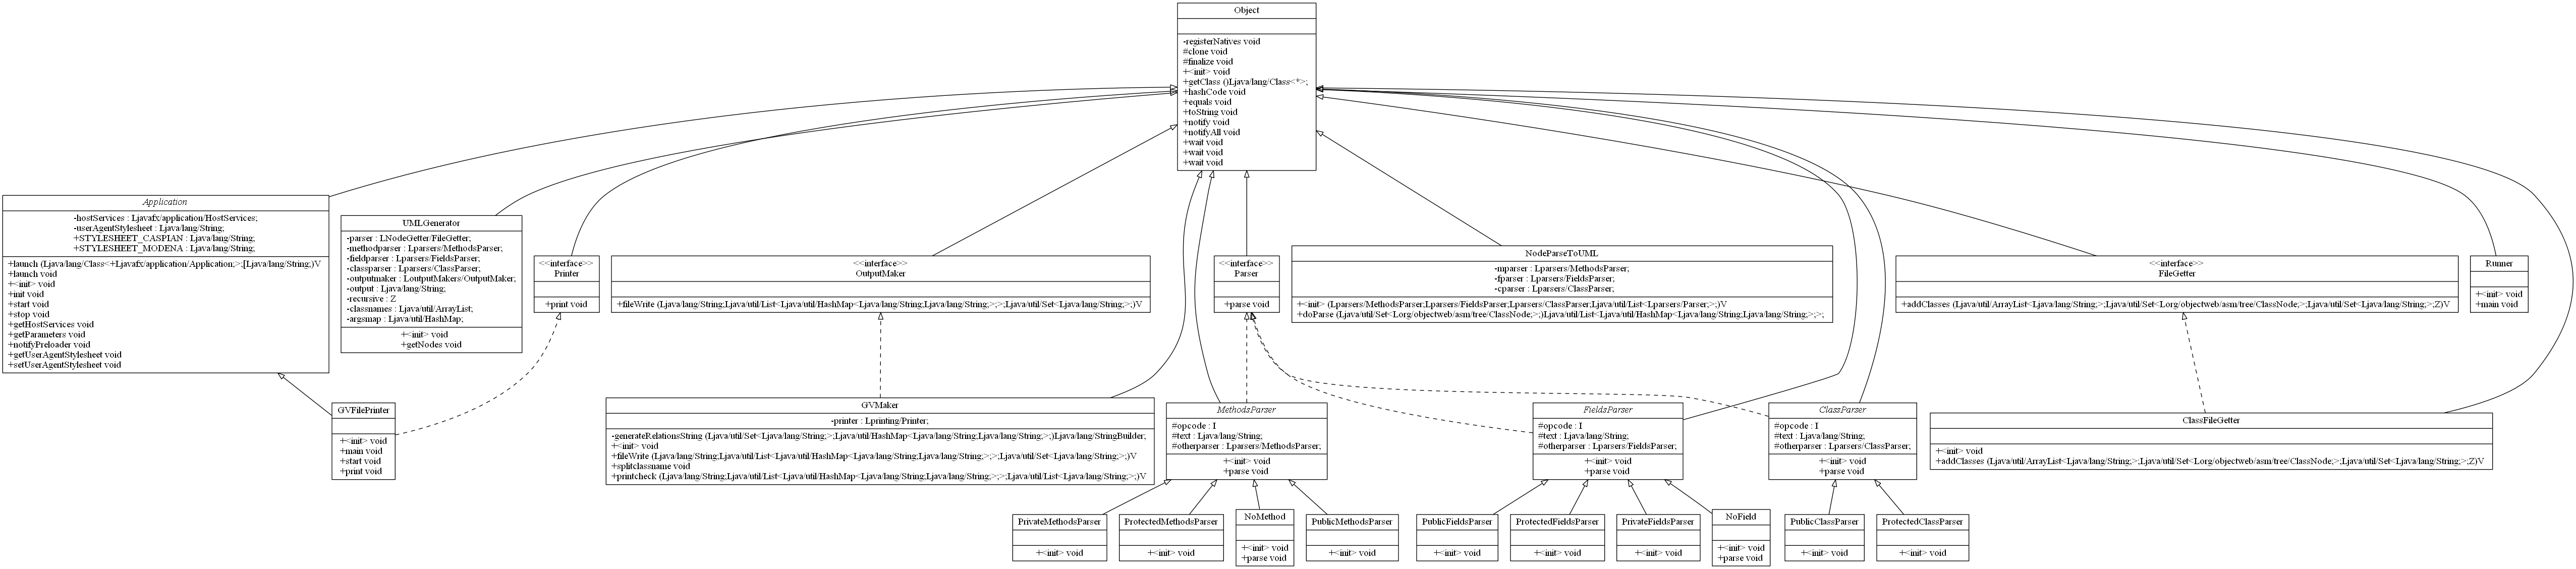 Object
-registerNatives void
#clone void
#finalize void
+<init> void
+getClass ()Ljava/lang/Class<*>;
+hashCode void
+equals void
+toString void
+notify void
+notifyAll void
+wait void
+wait void
+wait void
Application
-hostServices : Ljavafx/application/HostServices;
-userAgentStylesheet : Ljava/lang/String;
+STYLESHEET_CASPIAN : Ljava/lang/String;
+STYLESHEET_MODENA : Ljava/lang/String;
+launch (Ljava/lang/Class<+Ljavafx/application/Application;>;[Ljava/lang/String;)V
+launch void
+<init> void
+init void
+start void
+stop void
+getHostServices void
+getParameters void
+notifyPreloader void
+getUserAgentStylesheet void
+setUserAgentStylesheet void
UMLGenerator
-parser : LNodeGetter/FileGetter;
-methodparser : Lparsers/MethodsParser;
-fieldparser : Lparsers/FieldsParser;
-classparser : Lparsers/ClassParser;
-outputmaker : LoutputMakers/OutputMaker;
-output : Ljava/lang/String;
-recursive : Z
-classnames : Ljava/util/ArrayList;
-argsmap : Ljava/util/HashMap;
+<init> void
+getNodes void
<<interface>>
Printer
+print void
<<interface>>
OutputMaker
+fileWrite (Ljava/lang/String;Ljava/util/List<Ljava/util/HashMap<Ljava/lang/String;Ljava/lang/String;>;>;Ljava/util/Set<Ljava/lang/String;>;)V
<<interface>>
Parser
+parse void
NodeParseToUML
-mparser : Lparsers/MethodsParser;
-fparser : Lparsers/FieldsParser;
-cparser : Lparsers/ClassParser;
+<init> (Lparsers/MethodsParser;Lparsers/FieldsParser;Lparsers/ClassParser;Ljava/util/List<Lparsers/Parser;>;)V
+doParse (Ljava/util/Set<Lorg/objectweb/asm/tree/ClassNode;>;)Ljava/util/List<Ljava/util/HashMap<Ljava/lang/String;Ljava/lang/String;>;>;
<<interface>>
FileGetter
+addClasses (Ljava/util/ArrayList<Ljava/lang/String;>;Ljava/util/Set<Lorg/objectweb/asm/tree/ClassNode;>;Ljava/util/Set<Ljava/lang/String;>;Z)V
Runner
+<init> void
+main void
GVFilePrinter
+<init> void
+main void
+start void
+print void
GVMaker
-printer : Lprinting/Printer;
-generateRelationsString (Ljava/util/Set<Ljava/lang/String;>;Ljava/util/HashMap<Ljava/lang/String;Ljava/lang/String;>;)Ljava/lang/StringBuilder;
+<init> void
+fileWrite (Ljava/lang/String;Ljava/util/List<Ljava/util/HashMap<Ljava/lang/String;Ljava/lang/String;>;>;Ljava/util/Set<Ljava/lang/String;>;)V
+splitclassname void
+printcheck (Ljava/lang/String;Ljava/util/List<Ljava/util/HashMap<Ljava/lang/String;Ljava/lang/String;>;>;Ljava/util/List<Ljava/lang/String;>;)V
MethodsParser
#opcode : I
#text : Ljava/lang/String;
#otherparser : Lparsers/MethodsParser;
+<init> void
+parse void
FieldsParser
#opcode : I
#text : Ljava/lang/String;
#otherparser : Lparsers/FieldsParser;
+<init> void
+parse void
ClassParser
#opcode : I
#text : Ljava/lang/String;
#otherparser : Lparsers/ClassParser;
+<init> void
+parse void
ClassFileGetter
+<init> void
+addClasses (Ljava/util/ArrayList<Ljava/lang/String;>;Ljava/util/Set<Lorg/objectweb/asm/tree/ClassNode;>;Ljava/util/Set<Ljava/lang/String;>;Z)V
PrivateMethodsParser
+<init> void
ProtectedMethodsParser
+<init> void
NoMethod
+<init> void
+parse void
PublicMethodsParser
+<init> void
PublicFieldsParser
+<init> void
ProtectedFieldsParser
+<init> void
PrivateFieldsParser
+<init> void
NoField
+<init> void
+parse void
PublicClassParser
+<init> void
ProtectedClassParser
+<init> void